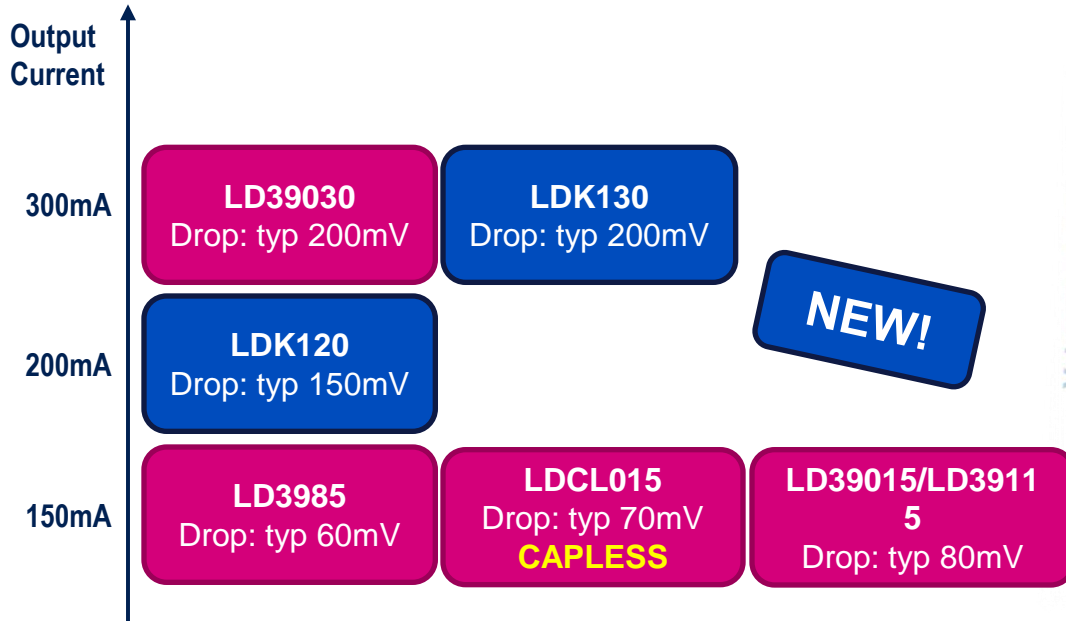 Output
Current
300mA
LD39030
Drop: typ 200mV
LDK130
Drop: typ 200mV
NEW!
200mA
LDK120
Drop: typ 150mV
150mA
LD3985
Drop: typ 60mV
LDCL015
Drop: typ 70mV
CAPLESS
LD39015/LD3911
5
Drop: typ 80mV